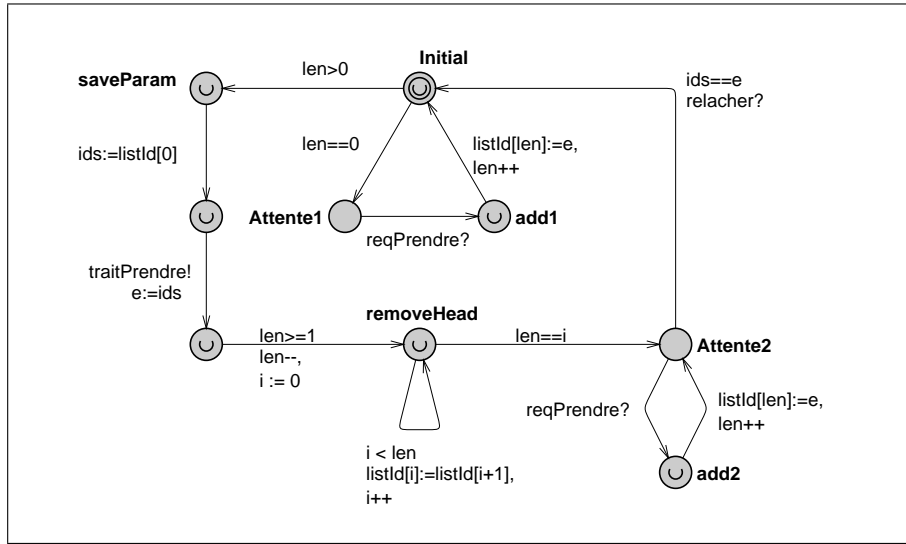 Initial
len>0
saveParam
ids==e
relacher?
len==0
listId[len]:=e,
len++
ids:=listId[0]
Attente1
add1
reqPrendre?
traitPrendre!
e:=ids
removeHead
len>=1
len--,
i := 0
len==i
Attente2
reqPrendre?
listId[len]:=e,
len++
i < len
listId[i]:=listId[i+1],
i++
add2